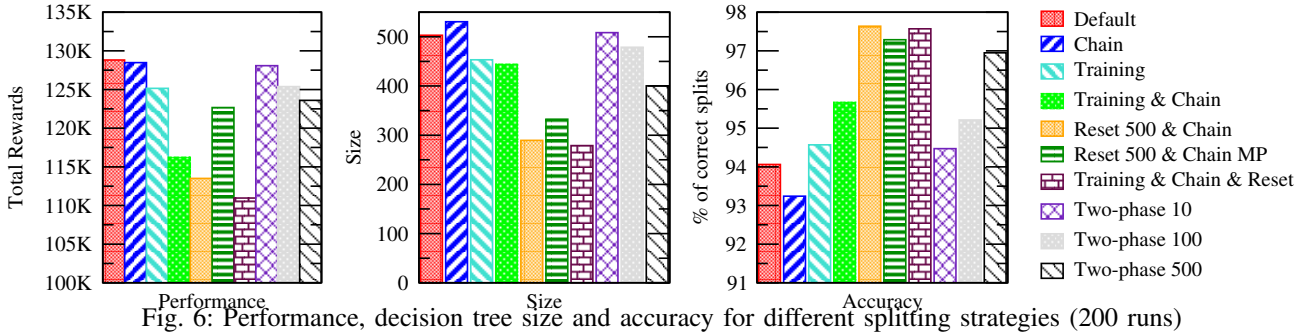 135K
130K
125K
120K
115K
110K
105K
100K
Total Rewards
Performance
500
400
300
200
100
0
Size
Size
98
97
96
95
94
93
92
91
% of correct splits
Accuracy
Default
Chain
Training
Training & Chain
Reset 500 & Chain
Reset 500 & Chain MP
Training & Chain & Reset
Two-phase 10
Two-phase 100
Two-phase 500
Fig. 6: Performance, decision tree size and accuracy for different splitting strategies (200 runs)